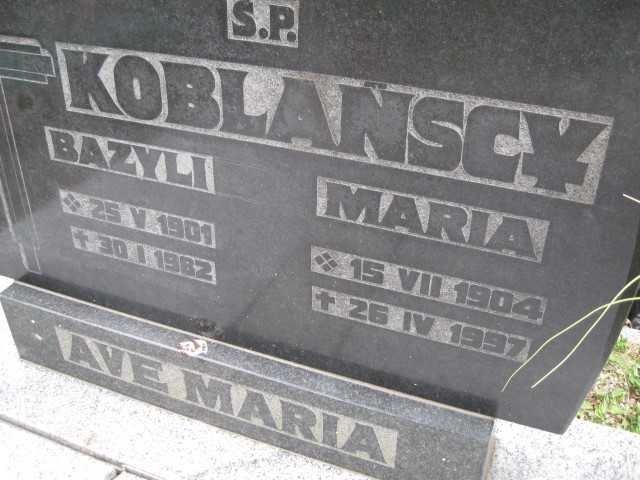 Ś.P.
KOBLAŃSCY
BAZYLI
25 V 1901
30 I 1982
MARIA
15 VII 1904
26 IV 1997
AVE MARIA